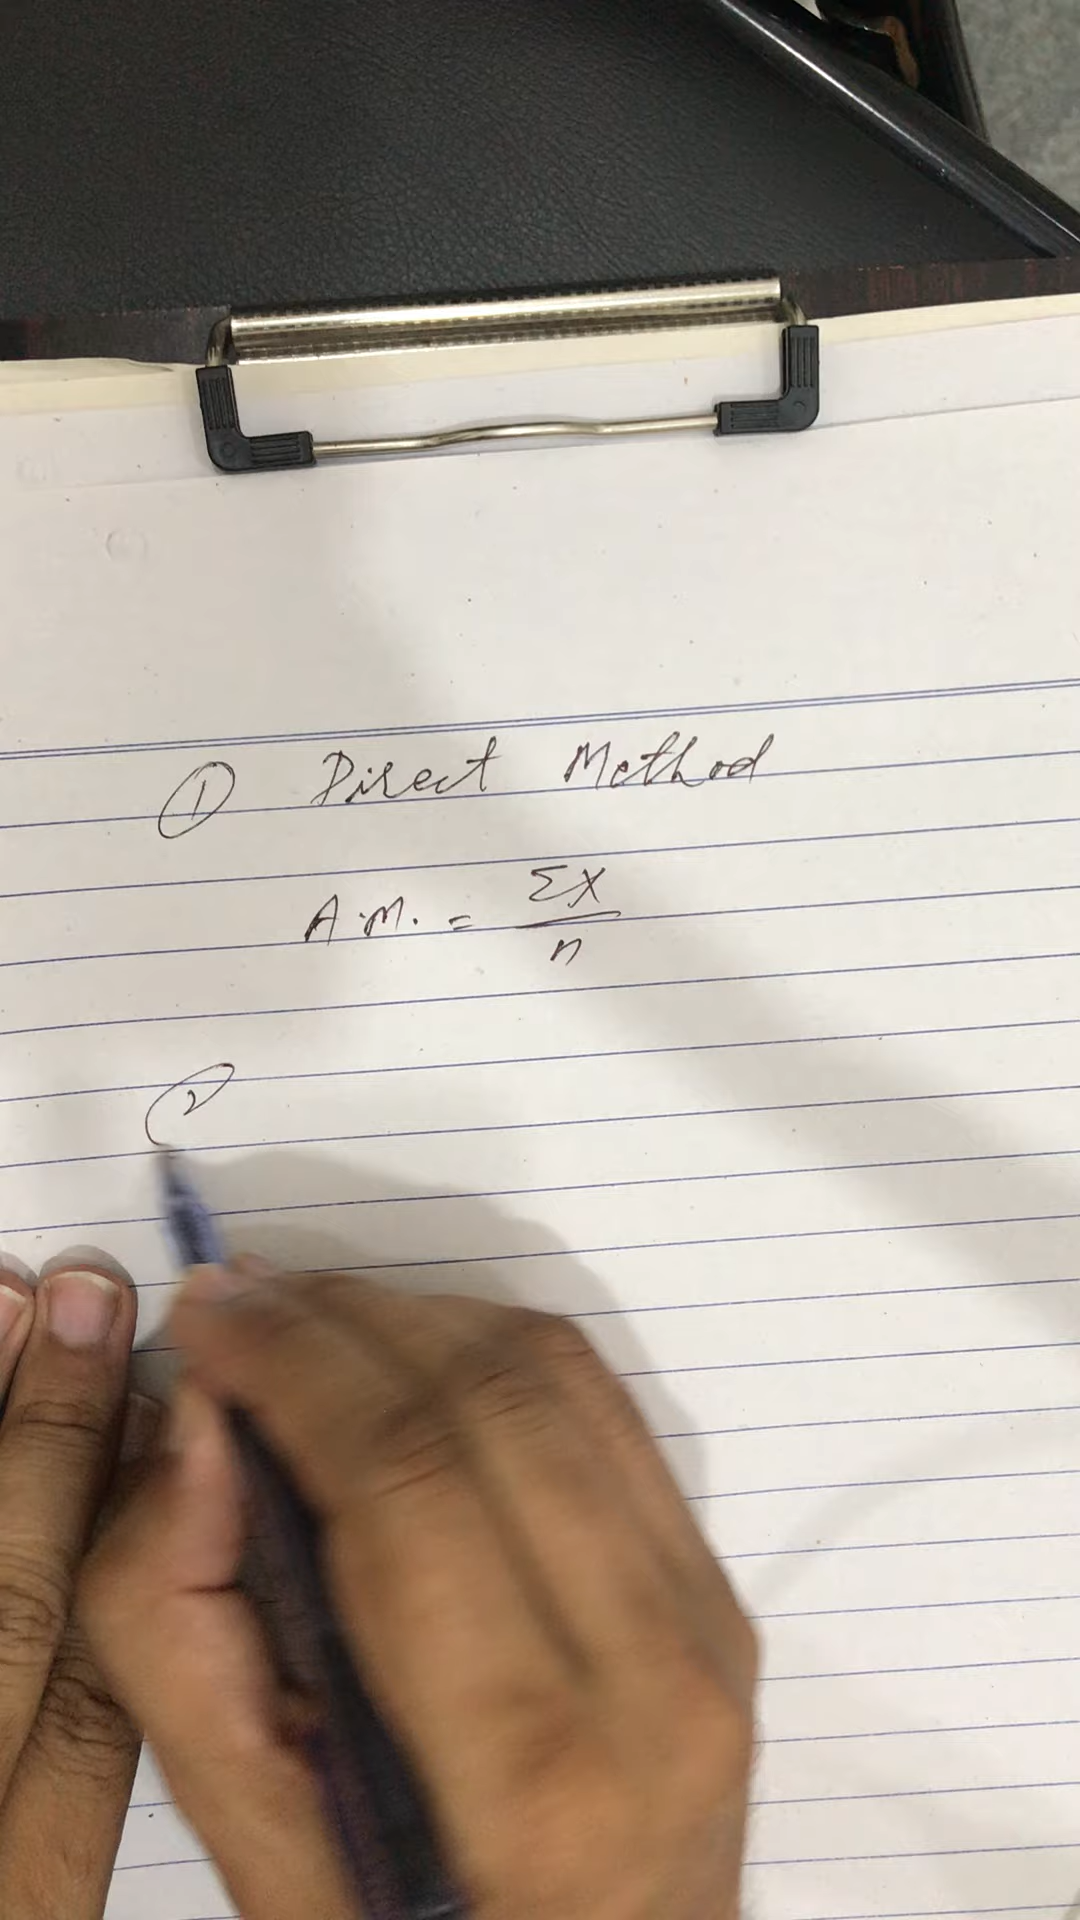 ① Direct Method
A.M. = ΣX
n
②